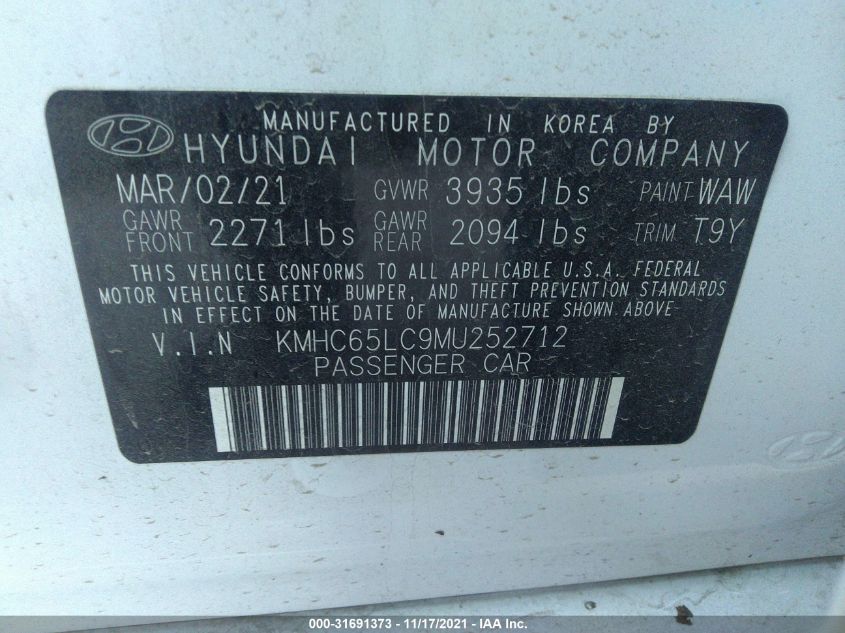 MANUFACTURED IN KOREA BY
HYUNDAI MOTOR COMPANY
MAR/02/21 GVWR 3935 lbs PAINT WAW
GAWR FRONT 2271 lbs GAWR REAR 2094 lbs TRIM T9Y
THIS VEHICLE CONFORMS TO ALL APPLICABLE U.S.A. FEDERAL
MOTOR VEHICLE SAFETY, BUMPER, AND THEFT PREVENTION STANDARDS
IN EFFECT ON THE DATE OF MANUFACTURE SHOWN ABOVE
V.I.N KMHC65LC9MU252712
PASSENGER CAR
000-31691373 - 11/17/2021 - IAA Inc.